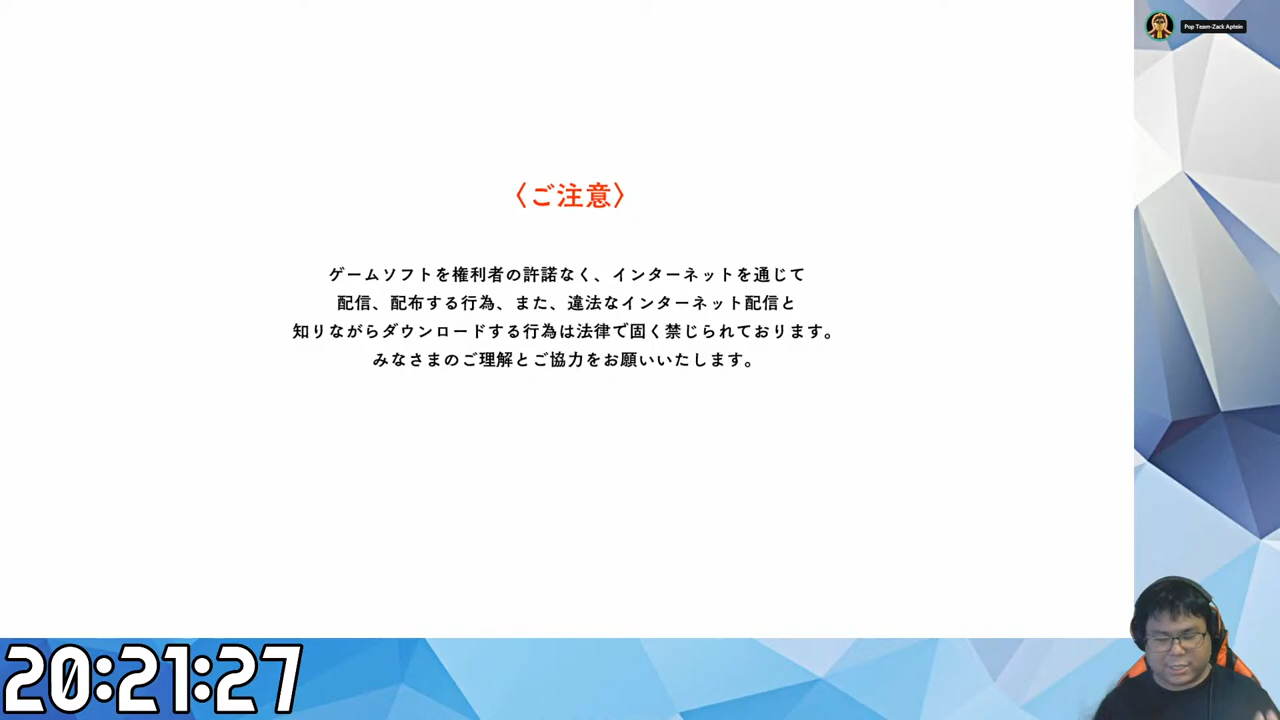 Pop Team-Zack Aptein
〈ご注意〉
ゲームソフトを権利者の許諾なく、インターネットを通じて
配信、配布する行為、また、違法なインターネット配信と
知りながらダウンロードする行為は法律で固く禁じられております。
みなさまのご理解とご協力をお願いいたします。
20:21:27